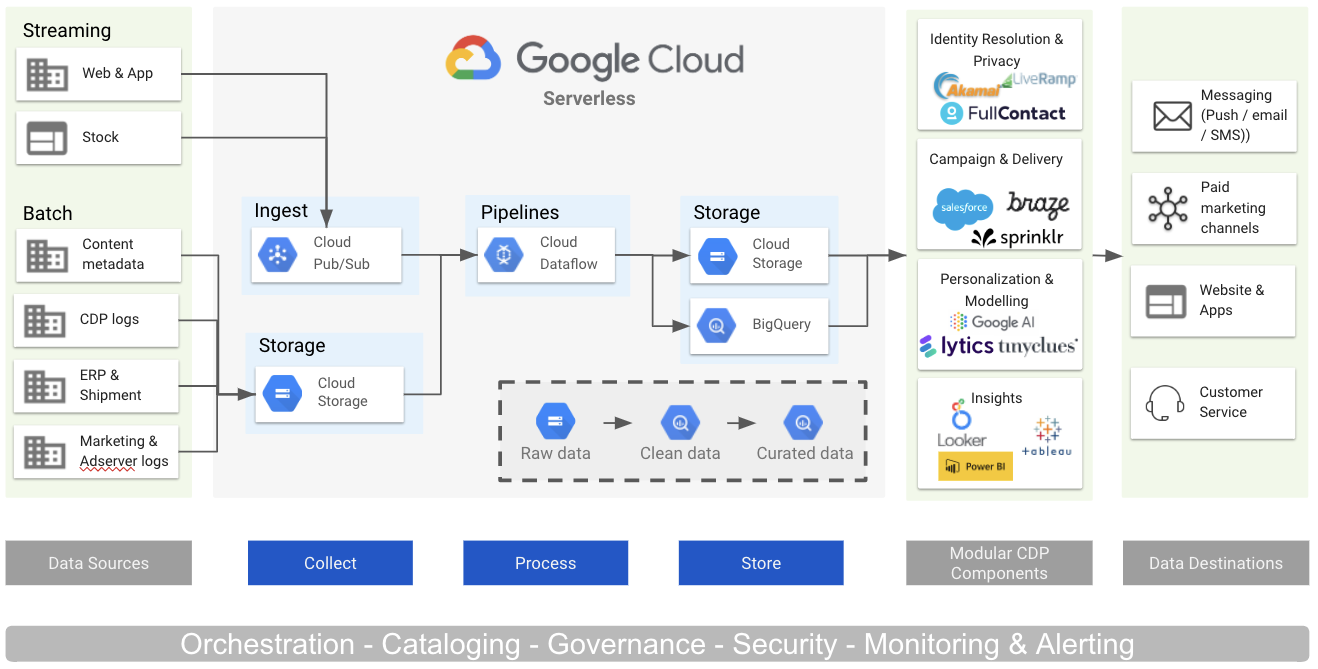 Streaming
Web & App
Stock
Batch
Content
metadata
CDP logs
ERP &
Shipment
Marketing &
Adserver logs
Google Cloud
Serverless
Ingest
Cloud
Pub/Sub
Storage
Cloud
Storage
Pipelines
Cloud
Dataflow
Storage
Cloud
Storage
BigQuery
Raw data
Clean data
Curated data
Identity Resolution &
Privacy
Akamai
LiveRamp
FullContact
Campaign & Delivery
salesforce
braze
sprinklr
Personalization &
Modelling
Google AI
lytics
tinyclues
Insights
Looker
+ableau
Power BI
Messaging
(Push / email
/ SMS))
Paid
marketing
channels
Website &
Apps
Customer
Service
Data Sources
Collect
Process
Store
Modular CDP
Components
Data Destinations
Orchestration - Cataloging - Governance - Security - Monitoring & Alerting